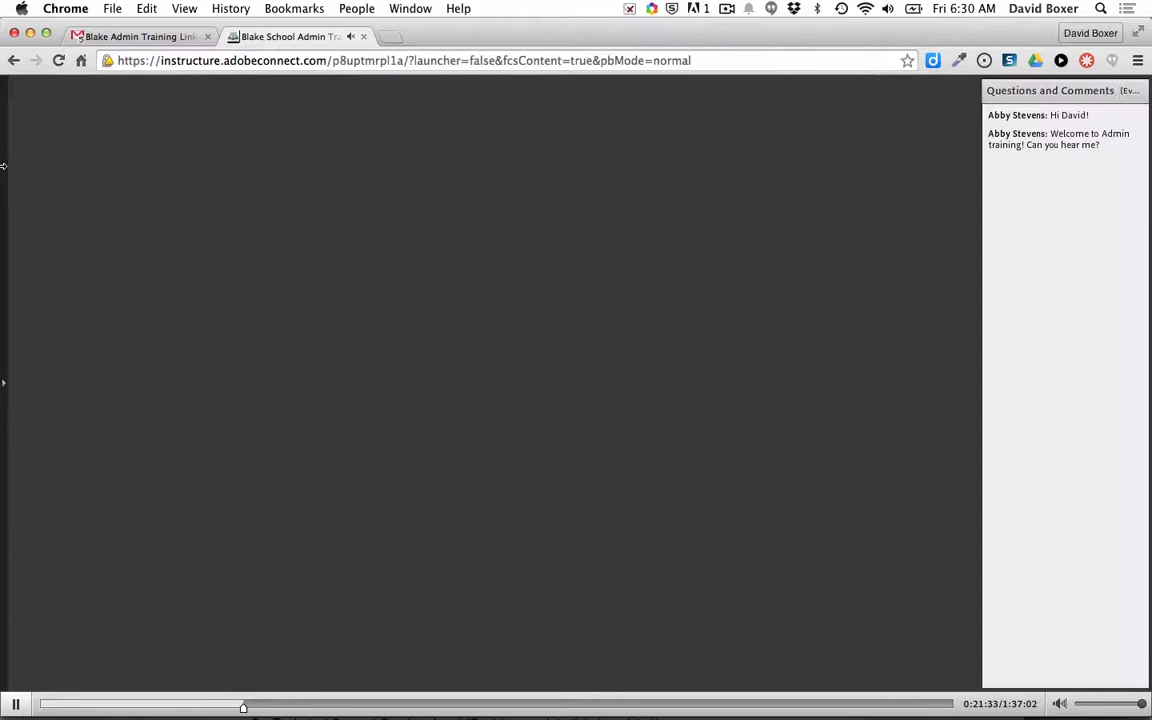 Chrome File Edit View History Bookmarks People Window Help 1 Fri 6:30 AM David Boxer
Blake Admin Training Link Blake School Admin Tra David Boxer
https://instructure.adobeconnect.com/p8uptmrpl1a/?launcher=false&fcsContent=true&pbMode=normal
Questions and Comments (Ev...
Abby Stevens: Hi David!
Abby Stevens: Welcome to Admin
training! Can you hear me?
0:21:33/1:37:02